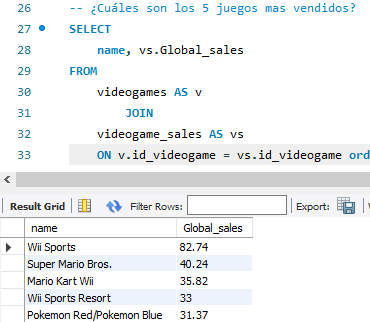 26
27 -- ¿Cuáles son los 5 juegos mas vendidos?
27 SELECT
28 name, vs.Global_sales
29 FROM
30 videogames AS v
31 JOIN
32 videogame_sales AS vs
33 ON v.id_videogame = vs.id_videogame ord
Result Grid Filter Rows: Export:
name Global_sales
Wii Sports 82.74
Super Mario Bros. 40.24
Mario Kart Wii 35.82
Wii Sports Resort 33
Pokemon Red/Pokemon Blue 31.37